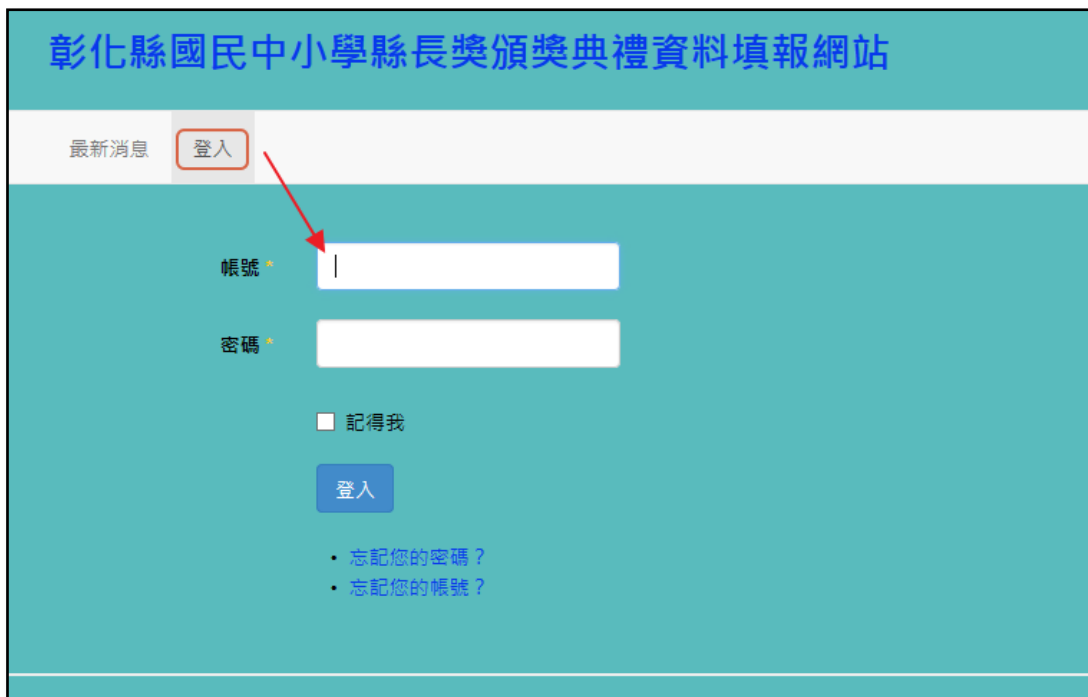 彰化縣國民中小學縣長獎頒獎典禮資料填報網站
最新消息 登入
帳號 *
密碼 *
記得我
登入
• 忘記您的密碼？
• 忘記您的帳號？